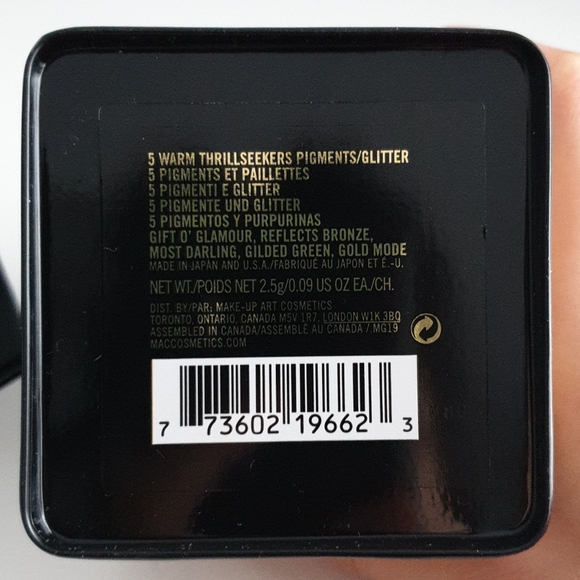 5 WARM THRILLSEEKERS PIGMENTS/GLITTER
5 PIGMENTS ET PAILLETTES
5 PIGMENTI E GLITTER
5 PIGMENTE UND GLITTER
5 PIGMENTOS Y PURPURINAS
GIFT O' GLAMOUR, REFLECTS BRONZE,
MOST DARLING, GILDED GREEN, GOLD MODE
MADE IN JAPAN AND U.S.A./FABRIQUÉ AU JAPON ET É.-U.
NET WT./POIDS NET 2.5g/0.09 US OZ EA./CH.
DIST. BY/PAR: MAKE-UP ART COSMETICS
TORONTO, ONTARIO, CANADA M5V 1R7, LONDON W1K 3BQ
ASSEMBLED IN CANADA/ASSEMBLÉ AU CANADA / MG19
MACCOSMETICS.COM
7 73602 19662 3